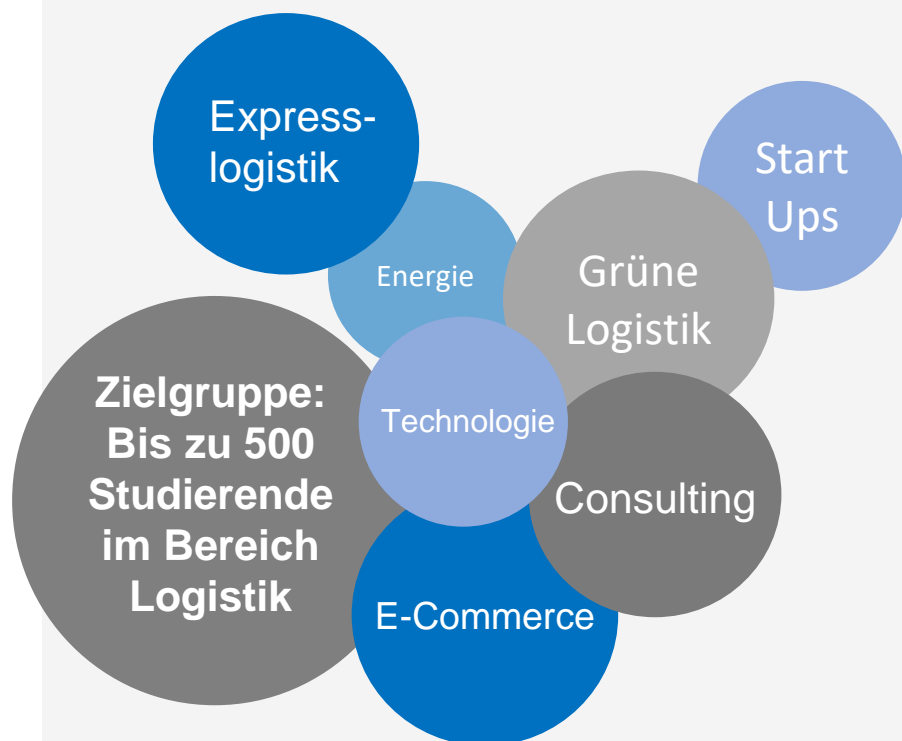 Express-
logistik
Start
Ups
Energie
Grüne
Logistik
Zielgruppe:
Bis zu 500
Studierende
im Bereich
Logistik
Technologie
Consulting
E-Commerce